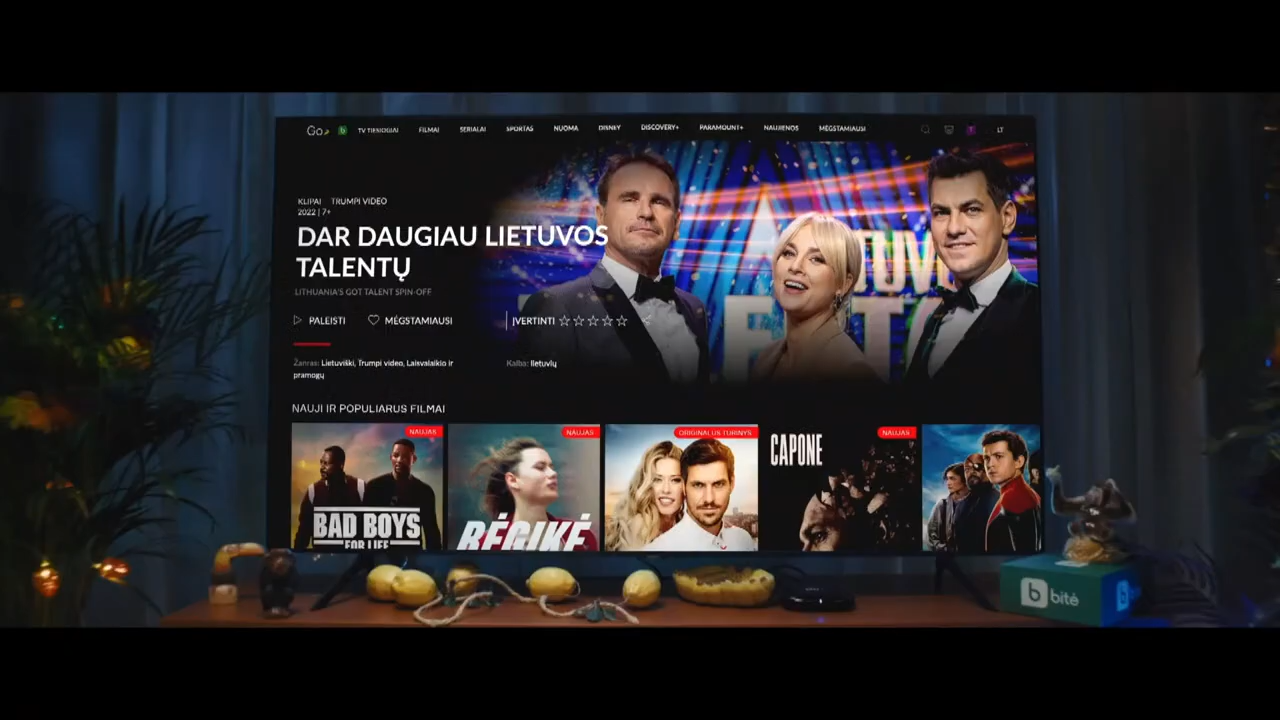 Go3 b TV TIESIOGIAI FILMAI SERIALAI SPORTAS NUOMA DISNEY DISCOVERY+ PARAMOUNT+ NAUJIENOS MĖGSTAMIAUSI LT
KLIPAI TRUMPI VIDEO
2022 | 7+
DAR DAUGIAU LIETUVOS
TALENTŲ
LITHUANIA'S GOT TALENT SPIN-OFF
PALEISTI MĖGSTAMIAUSI ĮVERTINTI
Žanras: Lietuviški, Trumpi video, Laisvalaikio ir
pramogų
Kalba: lietuvių
NAUJI IR POPULIARUS FILMAI
NAUJAS
NAUJAS
ORIGINALUS TURINYS
NAUJAS
BAD BOYS
FOR LIFE
BĖGIKĖ
CAPONE
b bitė
b